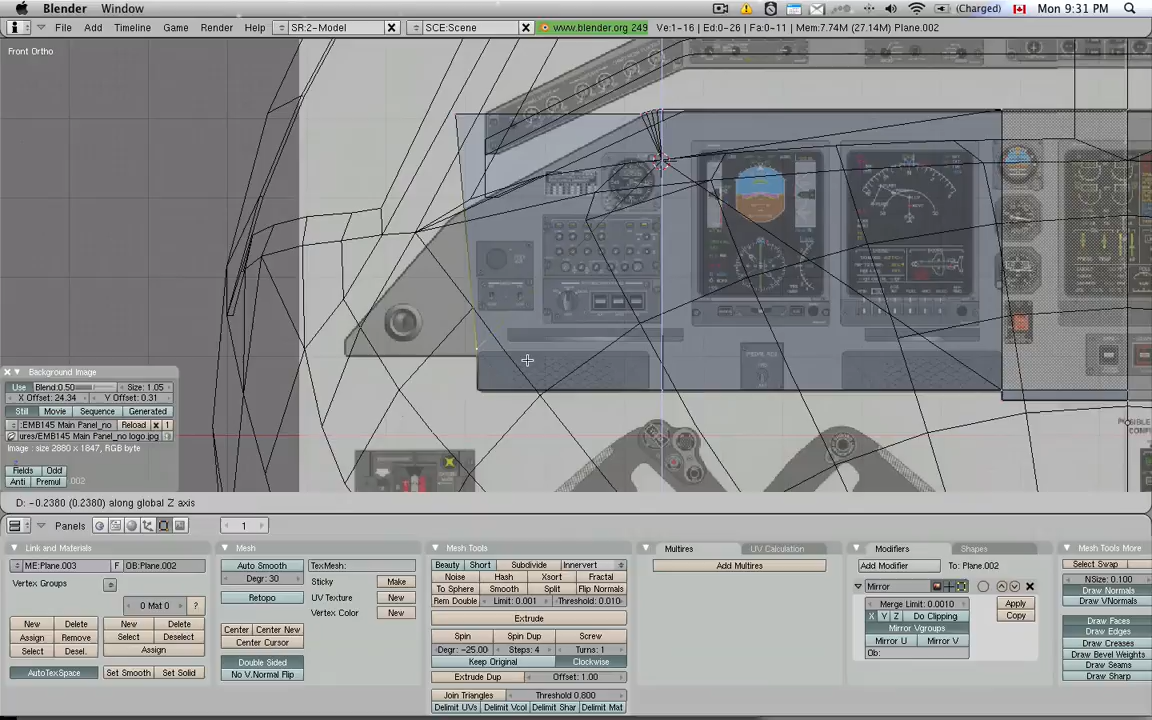 Blender Window (Charged) Mon 9:31 PM
File Add Timeline Game Render Help SR:2-Model SCE:Scene www.blender.org 249 Ve:1-16 | Ed:0-26 | Fa:0-11 | Mem:7.74M (27.14M) Plane.002
Front Ortho
Background Image
Use Blend:0.50 Size: 1.05
X Offset: 24.34 Y Offset: 0.31
Still Movie Sequence Generated
:EMB145 Main Panel_no Reload 1
ures/EMB145 Main Panel_no logo.jpg
Image : size 2880 x 1847, RGB byte
Fields Odd
Anti Premul .002
D: -0.2380 (0.2380) along global Z axis
Panels 1
Link and Materials Mesh Mesh Tools Multires UV Calculation Modifiers Shapes Mesh Tools More
ME:Plane.003 F OB:Plane.002
Vertex Groups
0 Mat 0 ?
New Delete New Delete
Assign Remove Select Deselect
Select Desel. Assign
AutoTexSpace Set Smooth Set Solid
Auto Smooth
Degr: 30
Retopo
Center Center New
Center Cursor
Double Sided
No V.Normal Flip
TexMesh:
Sticky Make
UV Texture New
Vertex Color New
Beauty Short Subdivide Innervert
Noise Hash Xsort Fractal
To Sphere Smooth Split Flip Normals
Rem Double Limit: 0.001 Threshold: 0.010
Extrude
Spin Spin Dup Screw
Degr: -25.00 Steps: 4 Turns: 1
Keep Original Clockwise
Extrude Dup Offset: 1.00
Join Triangles Threshold 0.800
Delimit UVs Delimit Vcol Delimit Shar Delimit Mat
Add Multires
Add Modifier To: Plane.002
Mirror
Merge Limit: 0.0010 Apply
X Y Z Do Clipping Copy
Mirror Vgroups
Mirror U Mirror V
Ob:
Select Swap
NSize: 0.100
Draw Normals
Draw VNormals
Draw Faces
Draw Edges
Draw Creases
Draw Bevel Weights
Draw Seams
Draw Sharp